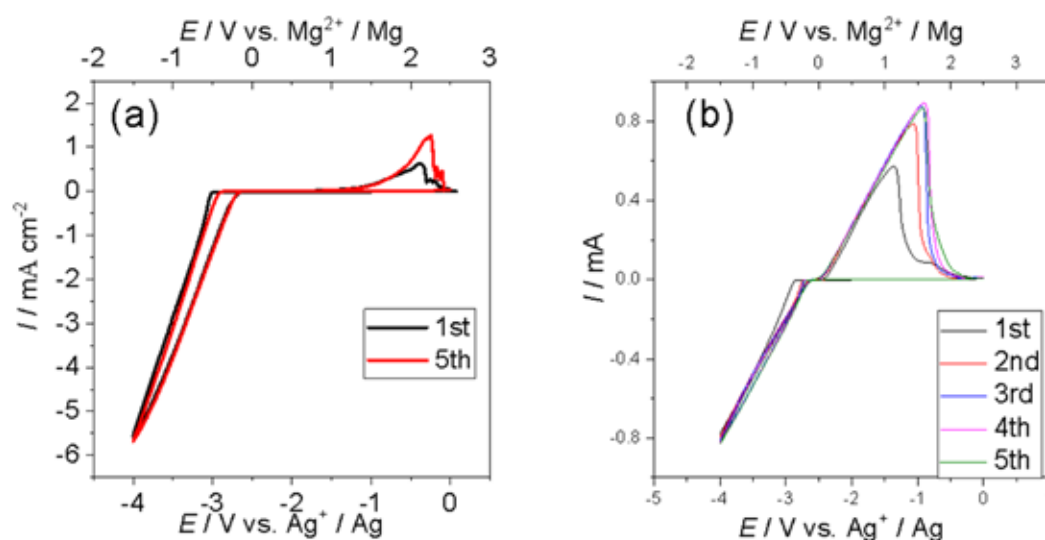 E / V vs. Mg²⁺ / Mg
-2 -1 0 1 2 3
(a)
I / mA cm⁻²
2
1
0
-1
-2
-3
-4
-5
-6
1st
5th
-4 -3 -2 -1 0
E / V vs. Ag⁺ / Ag
E / V vs. Mg²⁺ / Mg
-2 -1 0 1 2 3
(b)
I / mA
0.8
0.4
0.0
-0.4
-0.8
1st
2nd
3rd
4th
5th
-5 -4 -3 -2 -1 0
E / V vs. Ag⁺ / Ag